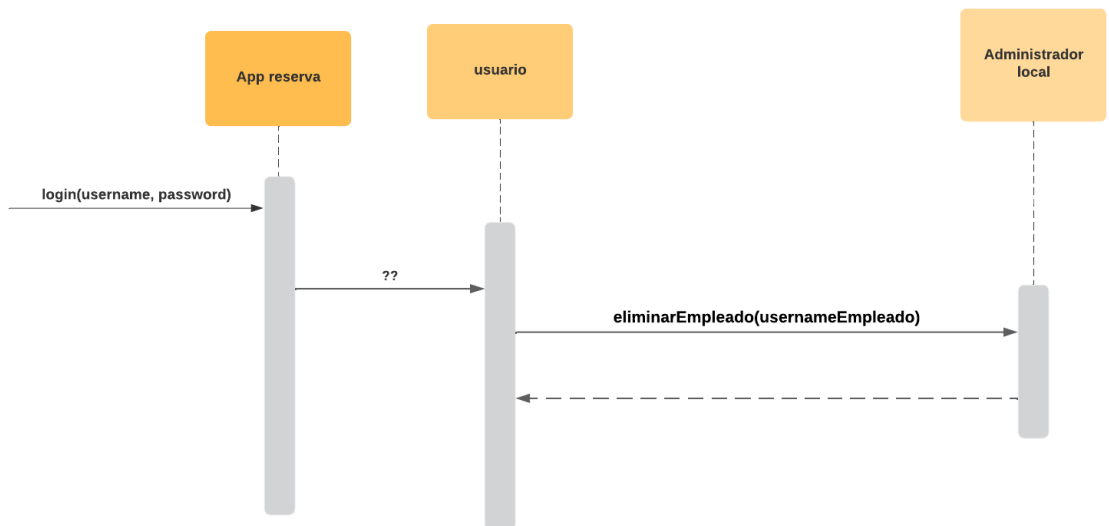 App reserva
usuario
Administrador
local
login(username, password)
??
eliminarEmpleado(usernameEmpleado)